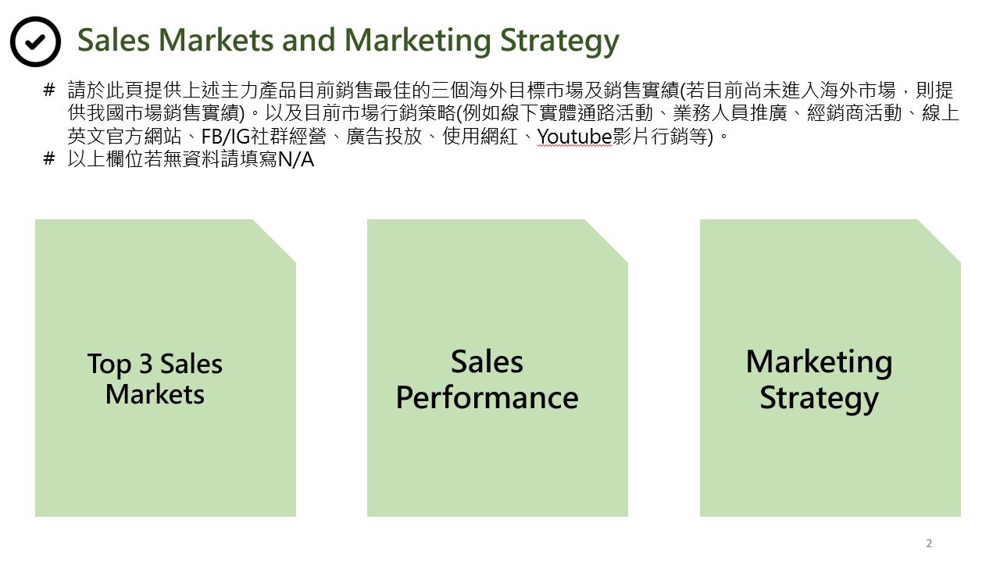 Sales Markets and Marketing Strategy
# 請於此頁提供上述主力產品目前銷售最佳的三個海外目標市場及銷售實績(若目前尚未進入海外市場，則提
供我國市場銷售實績)。以及目前市場行銷策略(例如線下實體通路活動、業務人員推廣、經銷商活動、線上
英文官方網站、FB/IG社群經營、廣告投放、使用網紅、Youtube影片行銷等)。
# 以上欄位若無資料請填寫N/A
Top 3 Sales
Markets
Sales
Performance
Marketing
Strategy
2